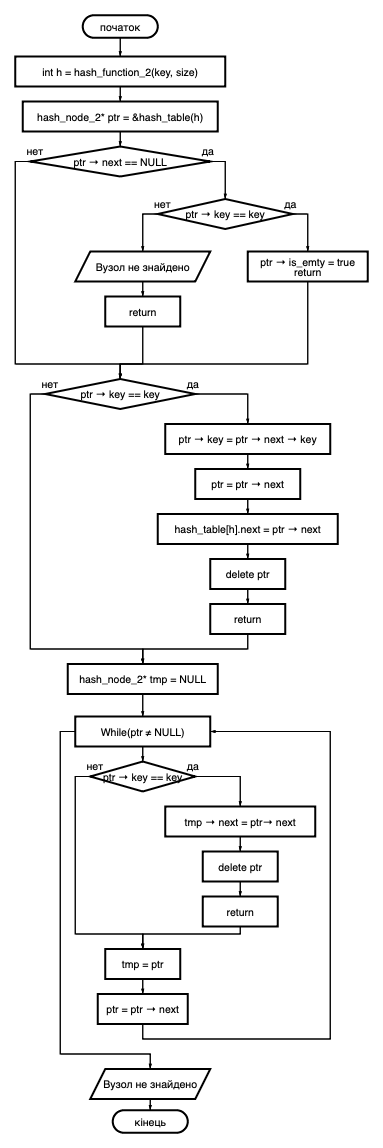 початок
int h = hash_function_2(key, size)
hash_node_2* ptr = &hash_table(h)
нет
ptr → next == NULL
да
нет
ptr → key == key
да
Вузол не знайдено
ptr → is_emty = true
return
return
нет
ptr → key == key
да
ptr → key = ptr → next → key
ptr = ptr → next
hash_table[h].next = ptr → next
delete ptr
return
hash_node_2* tmp = NULL
While(ptr ≠ NULL)
нет
ptr → key == key
да
tmp → next = ptr→ next
delete ptr
return
tmp = ptr
ptr = ptr → next
Вузол не знайдено
кінець